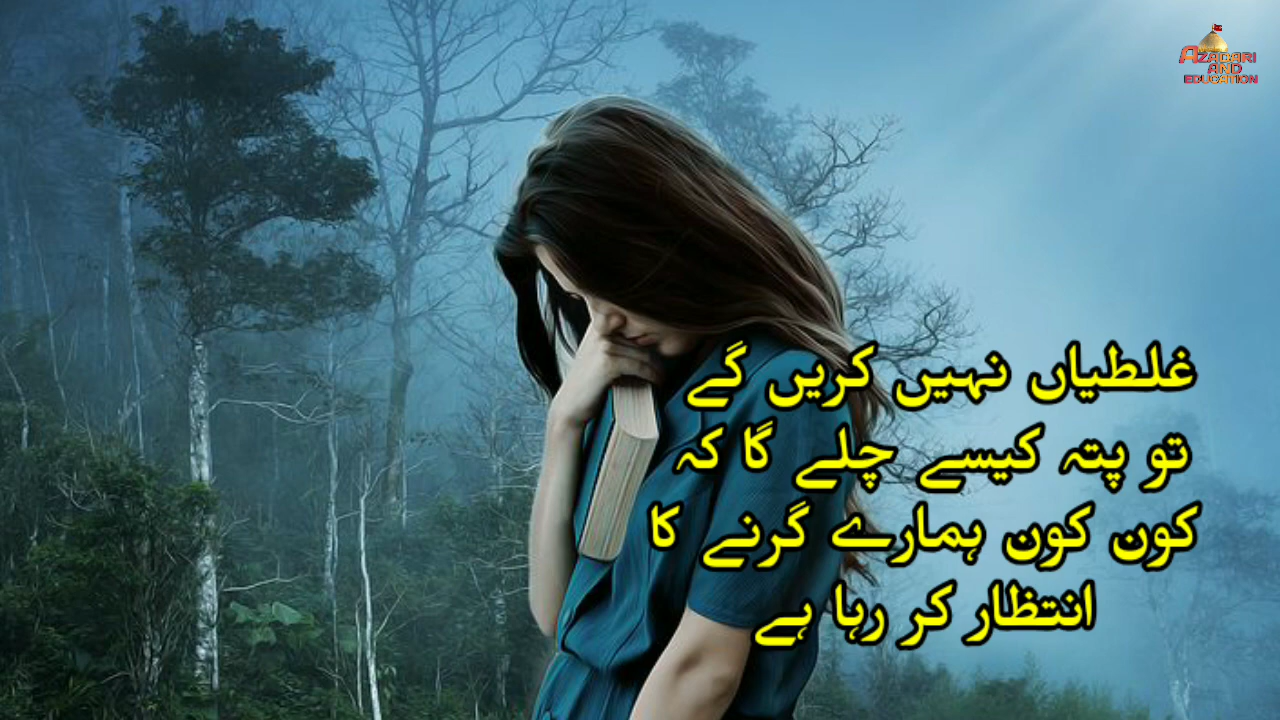 AZADARI
AND
EDUCATION
غلطیاں نہیں کریں گے
تو پتہ کیسے چلے گا کہ
کون کون ہمارے گرنے کا
انتظار کر رہا ہے